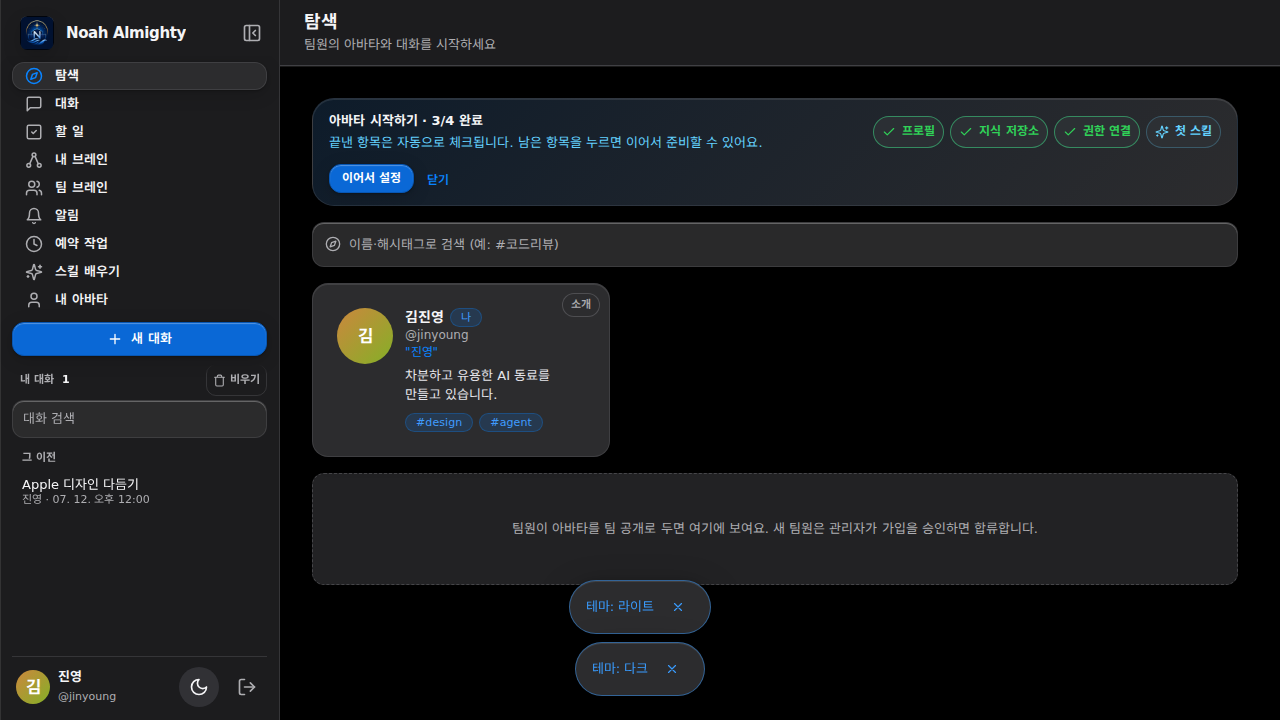 Noah Almighty
탐색
대화
할 일
내 브레인
팀 브레인
알림
예약 작업
스킬 배우기
내 아바타
새 대화
내 대화 1
비우기
대화 검색
그 이전
Apple 디자인 다듬기
진영 · 07. 12. 오후 12:00
김
진영
@jinyoung
탐색
팀원의 아바타와 대화를 시작하세요
아바타 시작하기 · 3/4 완료
끝낸 항목은 자동으로 체크됩니다. 남은 항목을 누르면 이어서 준비할 수 있어요.
프로필
지식 저장소
권한 연결
첫 스킬
이어서 설정
닫기
이름·해시태그로 검색 (예: #코드리뷰)
소개
김
김진영 나
@jinyoung
"진영"
차분하고 유용한 AI 동료를
만들고 있습니다.
#design #agent
팀원이 아바타를 팀 공개로 두면 여기에 보여요. 새 팀원은 관리자가 가입을 승인하면 합류합니다.
테마: 라이트
테마: 다크